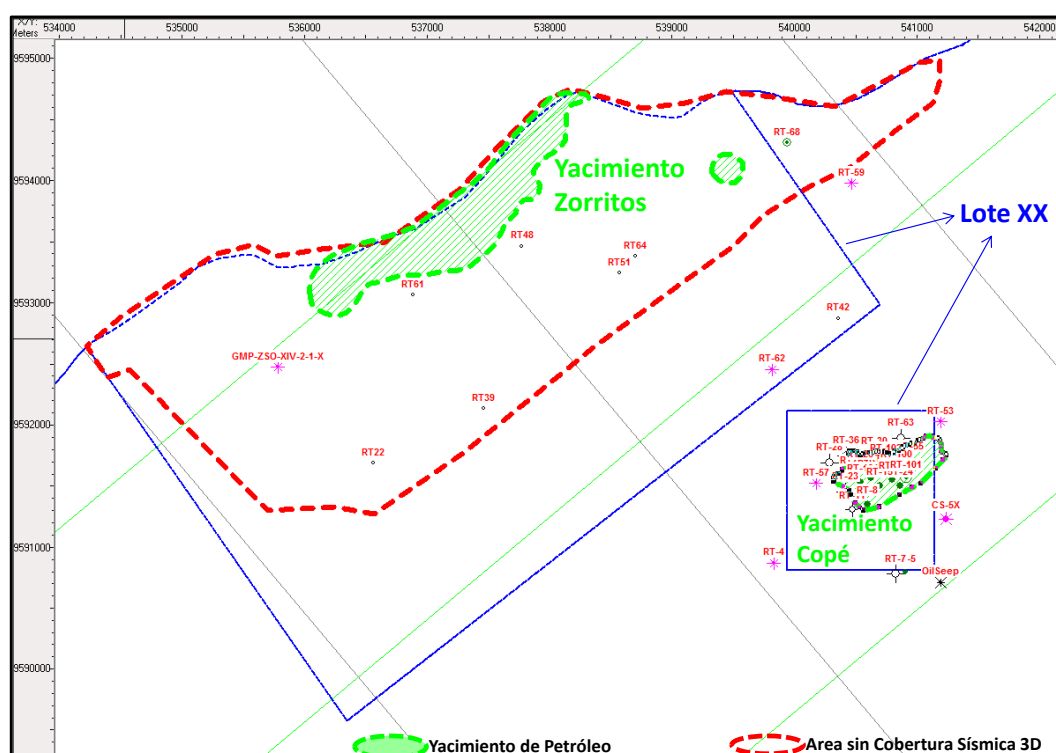 X/Y:
Meters
534000
535000
536000
537000
538000
539000
540000
541000
542000
9595000
9594000
9593000
9592000
9591000
9590000
RT-68
RT-59
Yacimiento
Zorritos
Lote XX
RT48
RT64
RT51
RT61
RT42
GMP-ZSO-XIV-2-1-X
RT-62
RT39
RT-53
RT-63
RT-36
RT22
RT-101
RT-57
RT-23
RT-8
CS-5X
Yacimiento
Copé
RT-4
RT-7-5
OilSeep
Yacimiento de Petróleo
Area sin Cobertura Sísmica 3D